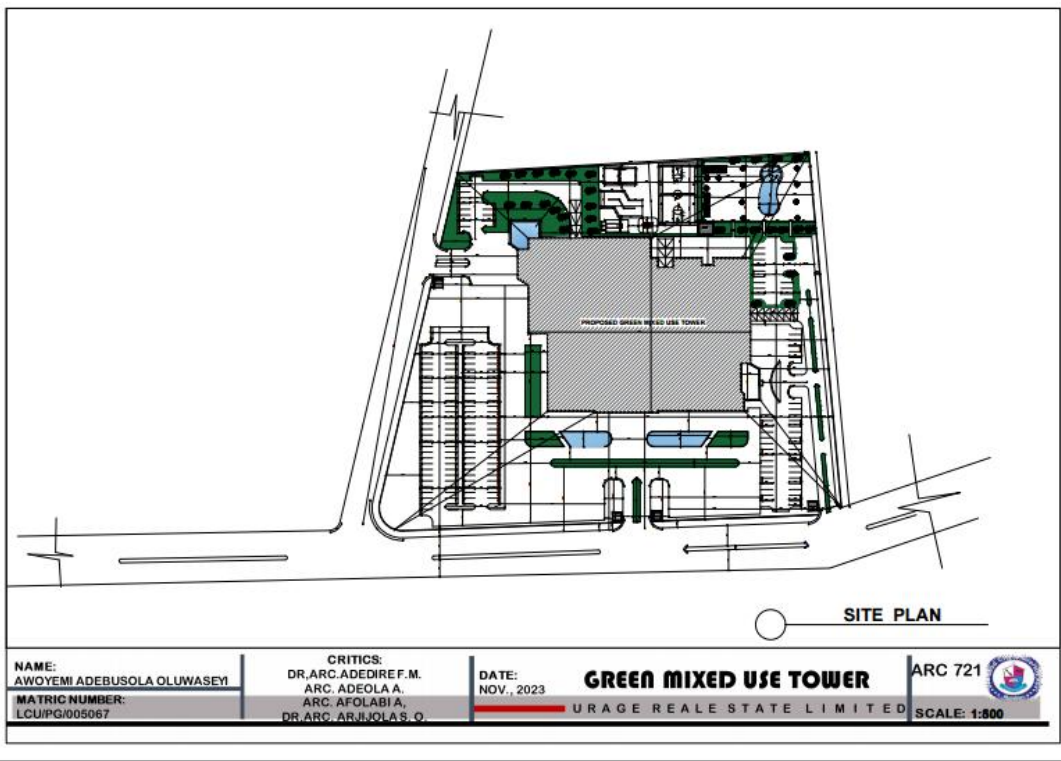 PROPOSED GREEN MIXED USE TOWER
SITE PLAN
NAME:
AWOYEMI ADEBUSOLA OLUWASEYI
MATRIC NUMBER:
LCU/PG/005067
CRITICS:
DR,ARC.ADEDIRE F.M.
ARC. ADEOLA A.
ARC. AFOLABI A,
DR.ARC. ARJIJOLA S. O.
DATE:
NOV., 2023
GREEN MIXED USE TOWER
URAGE REALE STATE LIMITED
ARC 721
SCALE: 1:500